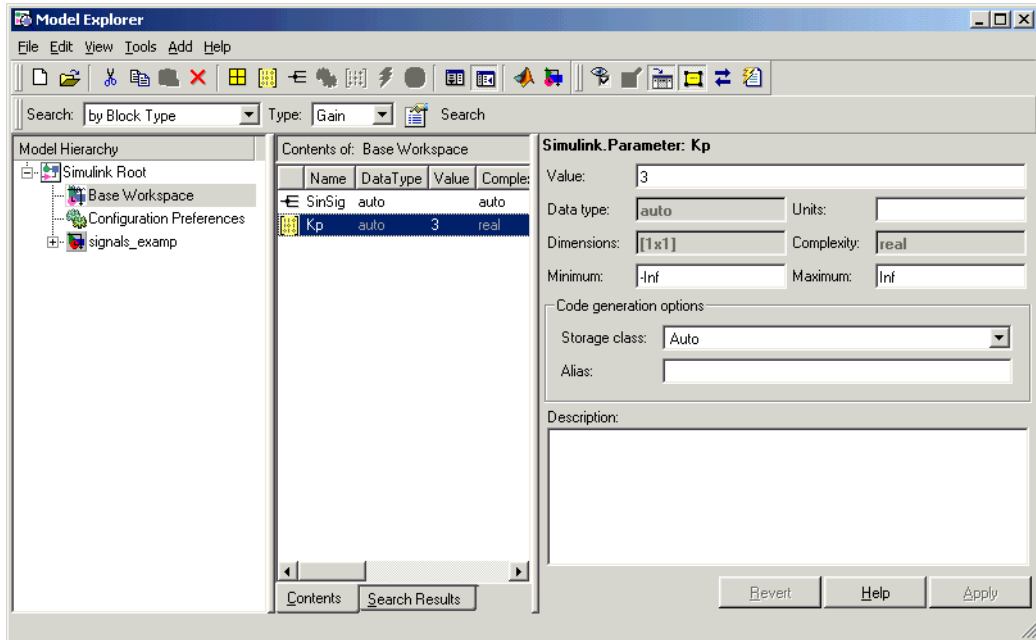 Model Explorer
File Edit View Tools Add Help
Search: by Block Type Type: Gain Search
Model Hierarchy
Simulink Root
Base Workspace
Configuration Preferences
signals_examp
Contents of: Base Workspace
Name DataType Value Comple
SinSig auto auto
Kp auto 3 real
Contents Search Results
Simulink.Parameter: Kp
Value: 3
Data type: auto Units:
Dimensions: [1x1] Complexity: real
Minimum: -Inf Maximum: Inf
Code generation options
Storage class: Auto
Alias:
Description:
Revert Help Apply